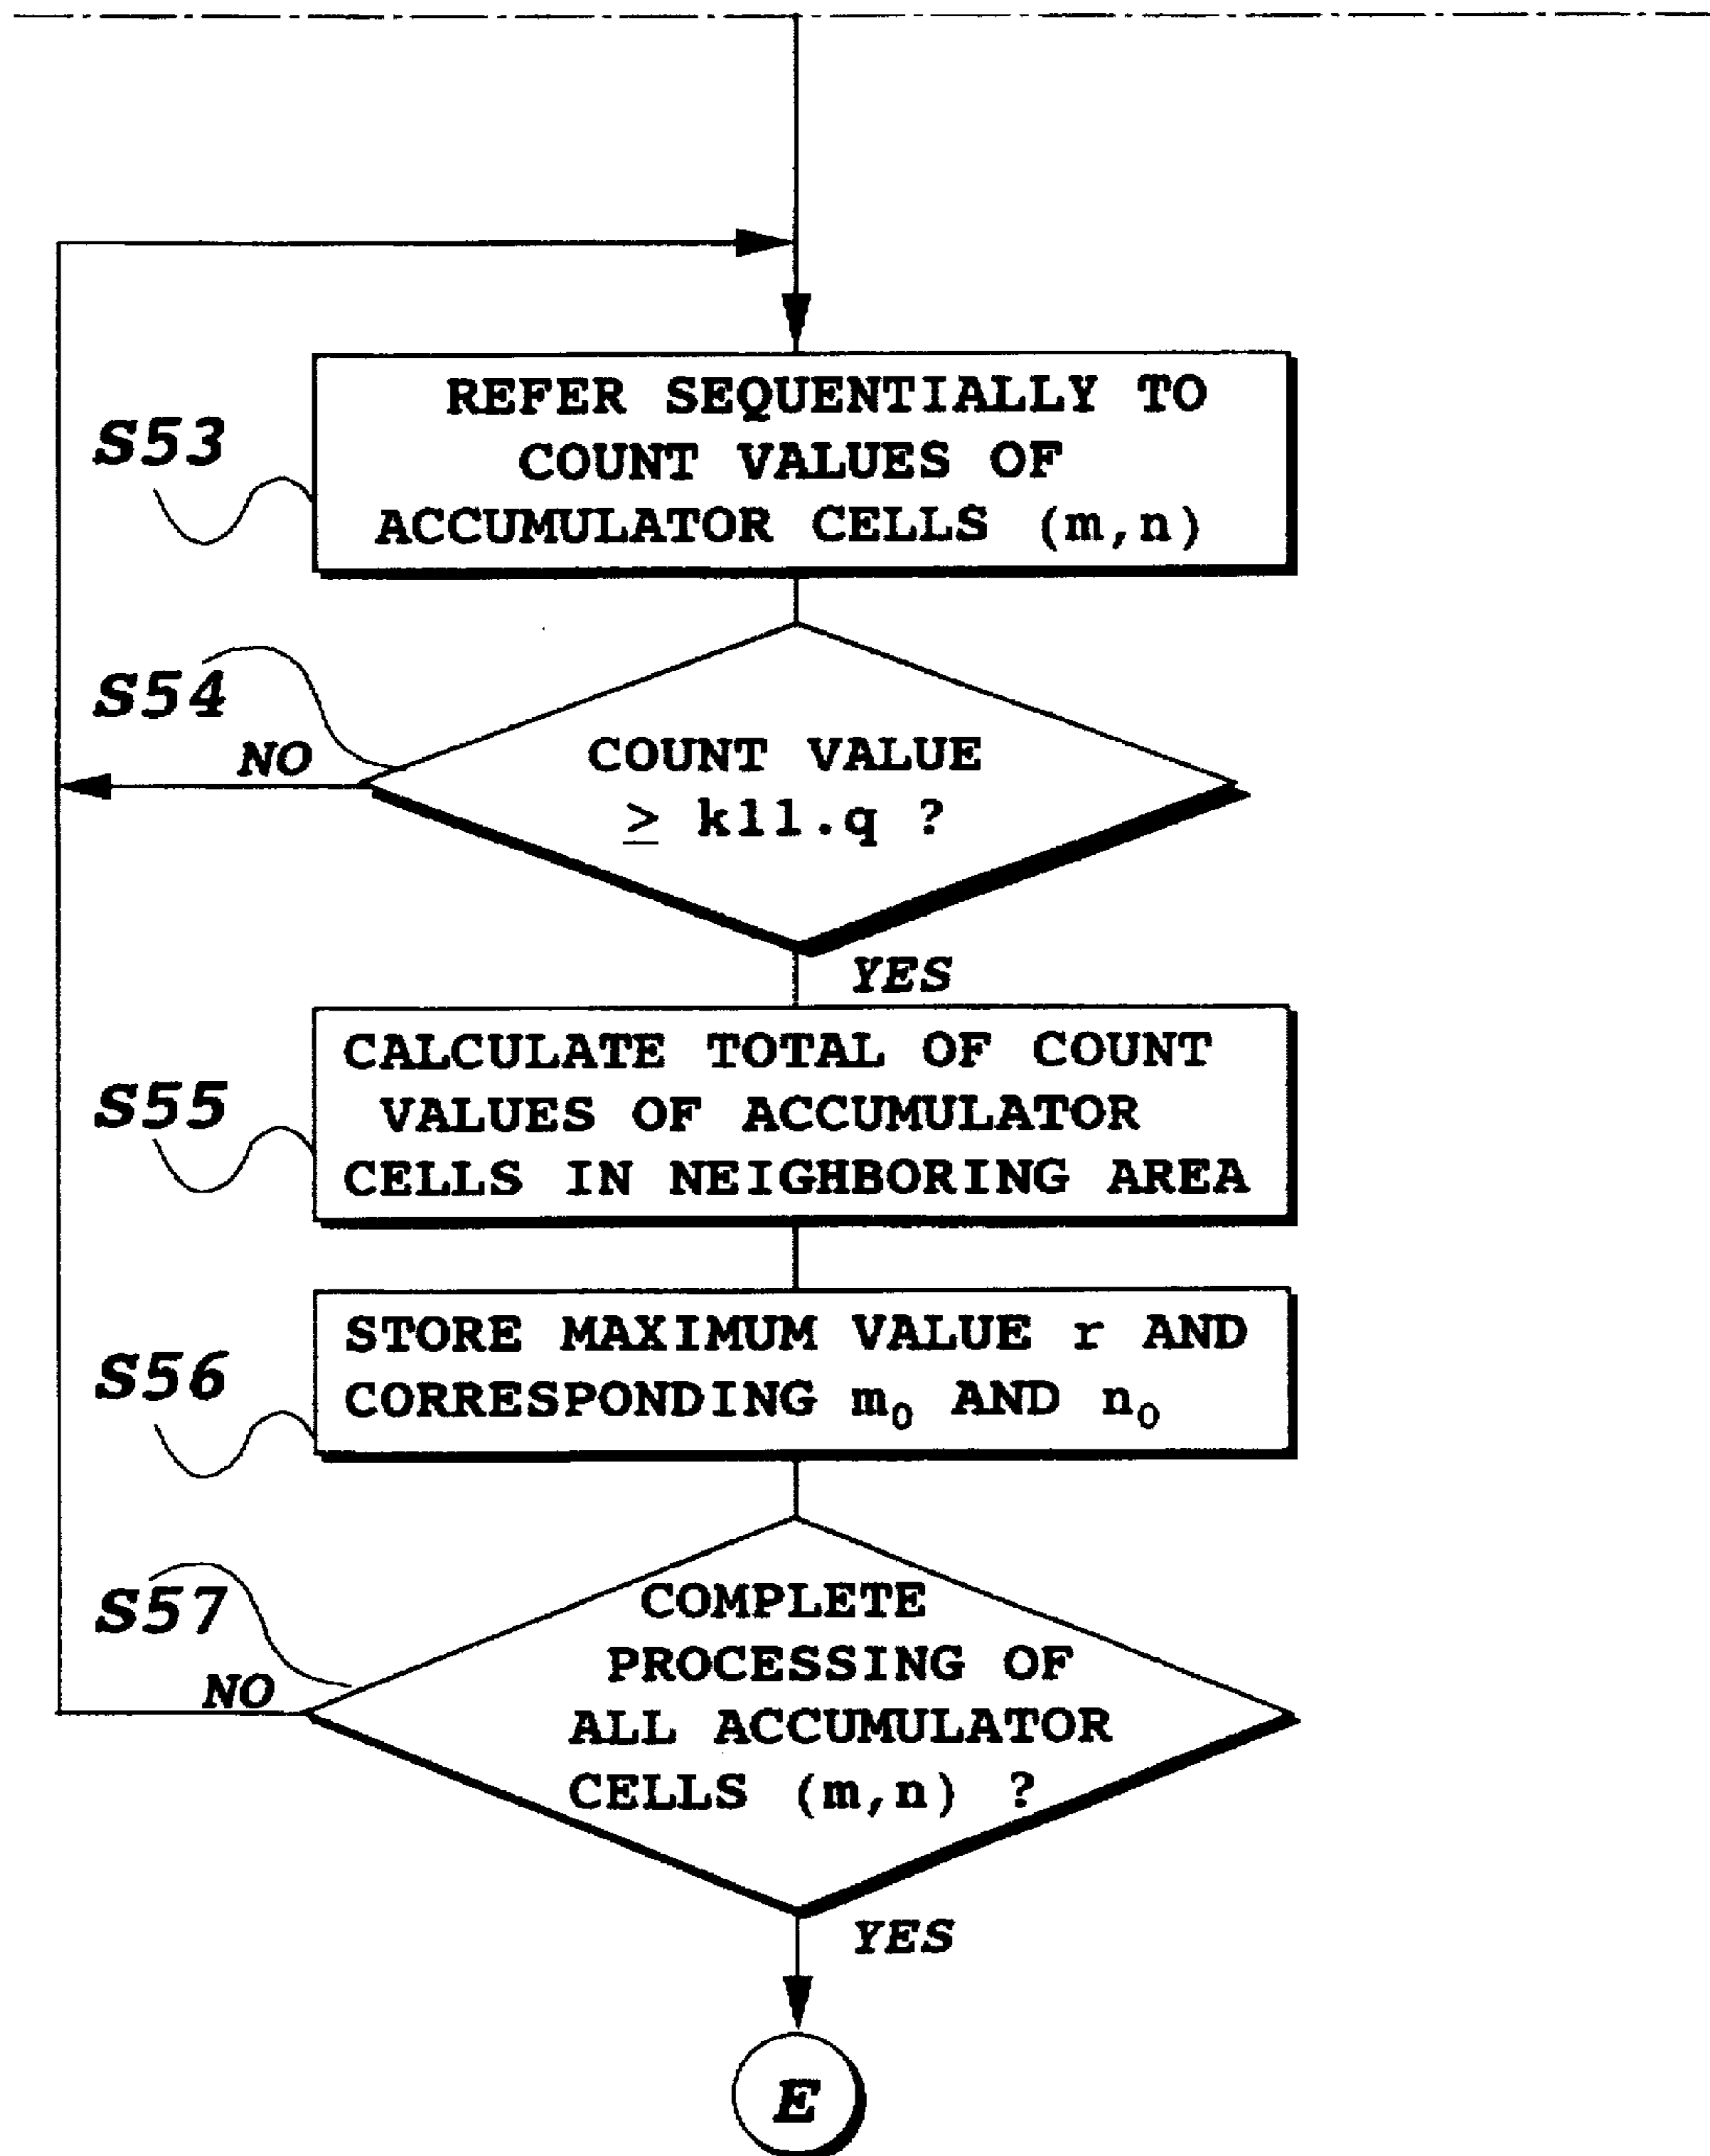 S53
REFER SEQUENTIALLY TO
COUNT VALUES OF
ACCUMULATOR CELLS (m,n)
S54
NO
COUNT VALUE
≥ k11.q ?
YES
S55
CALCULATE TOTAL OF COUNT
VALUES OF ACCUMULATOR
CELLS IN NEIGHBORING AREA
S56
STORE MAXIMUM VALUE r AND
CORRESPONDING m₀ AND n₀
S57
NO
COMPLETE
PROCESSING OF
ALL ACCUMULATOR
CELLS (m,n) ?
YES
E